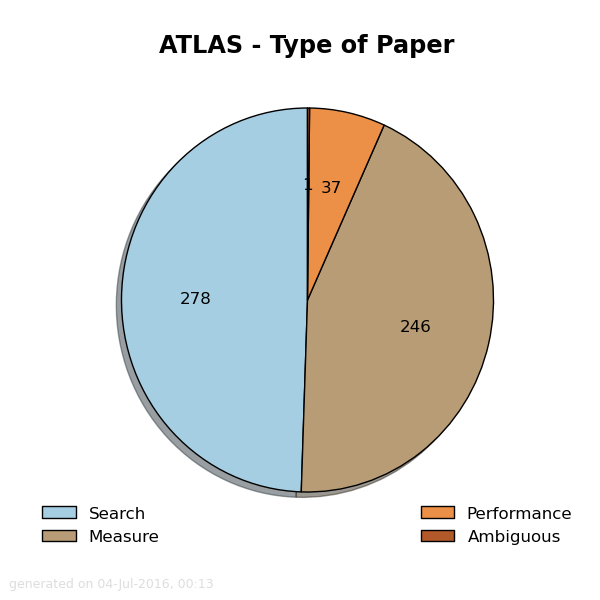 ATLAS - Type of Paper
1 37
278
246
Search
Measure
Performance
Ambiguous
generated on 04-Jul-2016, 00:13